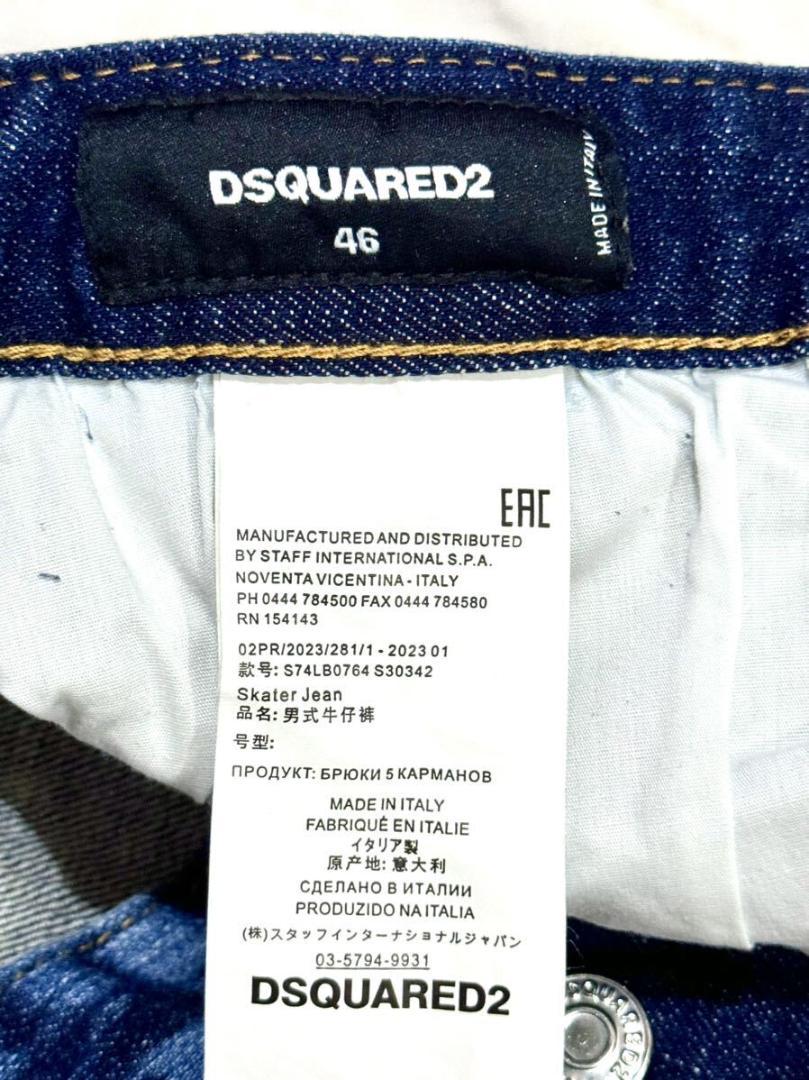 DSQUARED2
46
MADE IN ITALY
EAC
MANUFACTURED AND DISTRIBUTED
BY STAFF INTERNATIONAL S.P.A.
NOVENTA VICENTINA - ITALY
PH 0444 784500 FAX 0444 784580
RN 154143
02PR/2023/281/1 - 2023 01
款号: S74LB0764 S30342
Skater Jean
品名: 男式牛仔裤
号型:
ПРОДУКТ: БРЮКИ 5 КАРМАНОВ
MADE IN ITALY
FABRIQUÉ EN ITALIE
イタリア製
原产地: 意大利
СДЕЛАНО В ИТАЛИИ
PRODUZIDO NA ITALIA
(株)スタッフインターナショナルジャパン
03-5794-9931
DSQUARED2